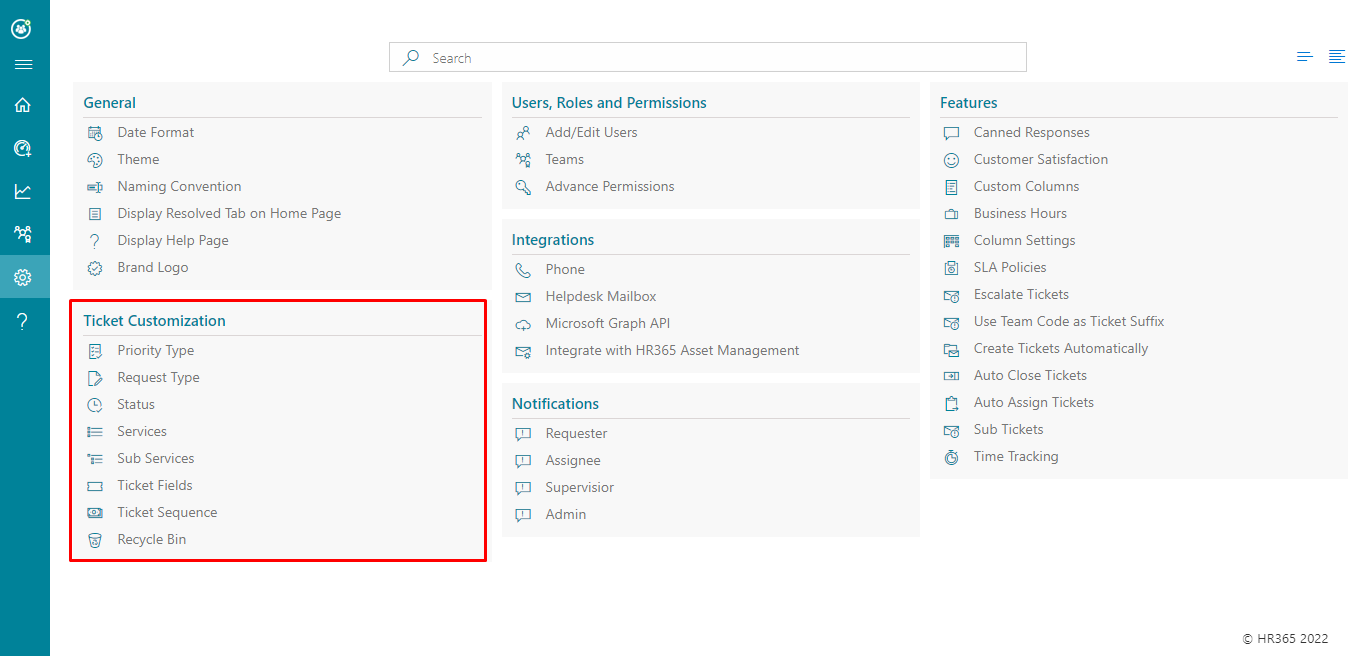 Search
General
Date Format
Theme
Naming Convention
Display Resolved Tab on Home Page
Display Help Page
Brand Logo
Ticket Customization
Priority Type
Request Type
Status
Services
Sub Services
Ticket Fields
Ticket Sequence
Recycle Bin
Users, Roles and Permissions
Add/Edit Users
Teams
Advance Permissions
Integrations
Phone
Helpdesk Mailbox
Microsoft Graph API
Integrate with HR365 Asset Management
Notifications
Requester
Assignee
Supervisior
Admin
Features
Canned Responses
Customer Satisfaction
Custom Columns
Business Hours
Column Settings
SLA Policies
Escalate Tickets
Use Team Code as Ticket Suffix
Create Tickets Automatically
Auto Close Tickets
Auto Assign Tickets
Sub Tickets
Time Tracking
© HR365 2022